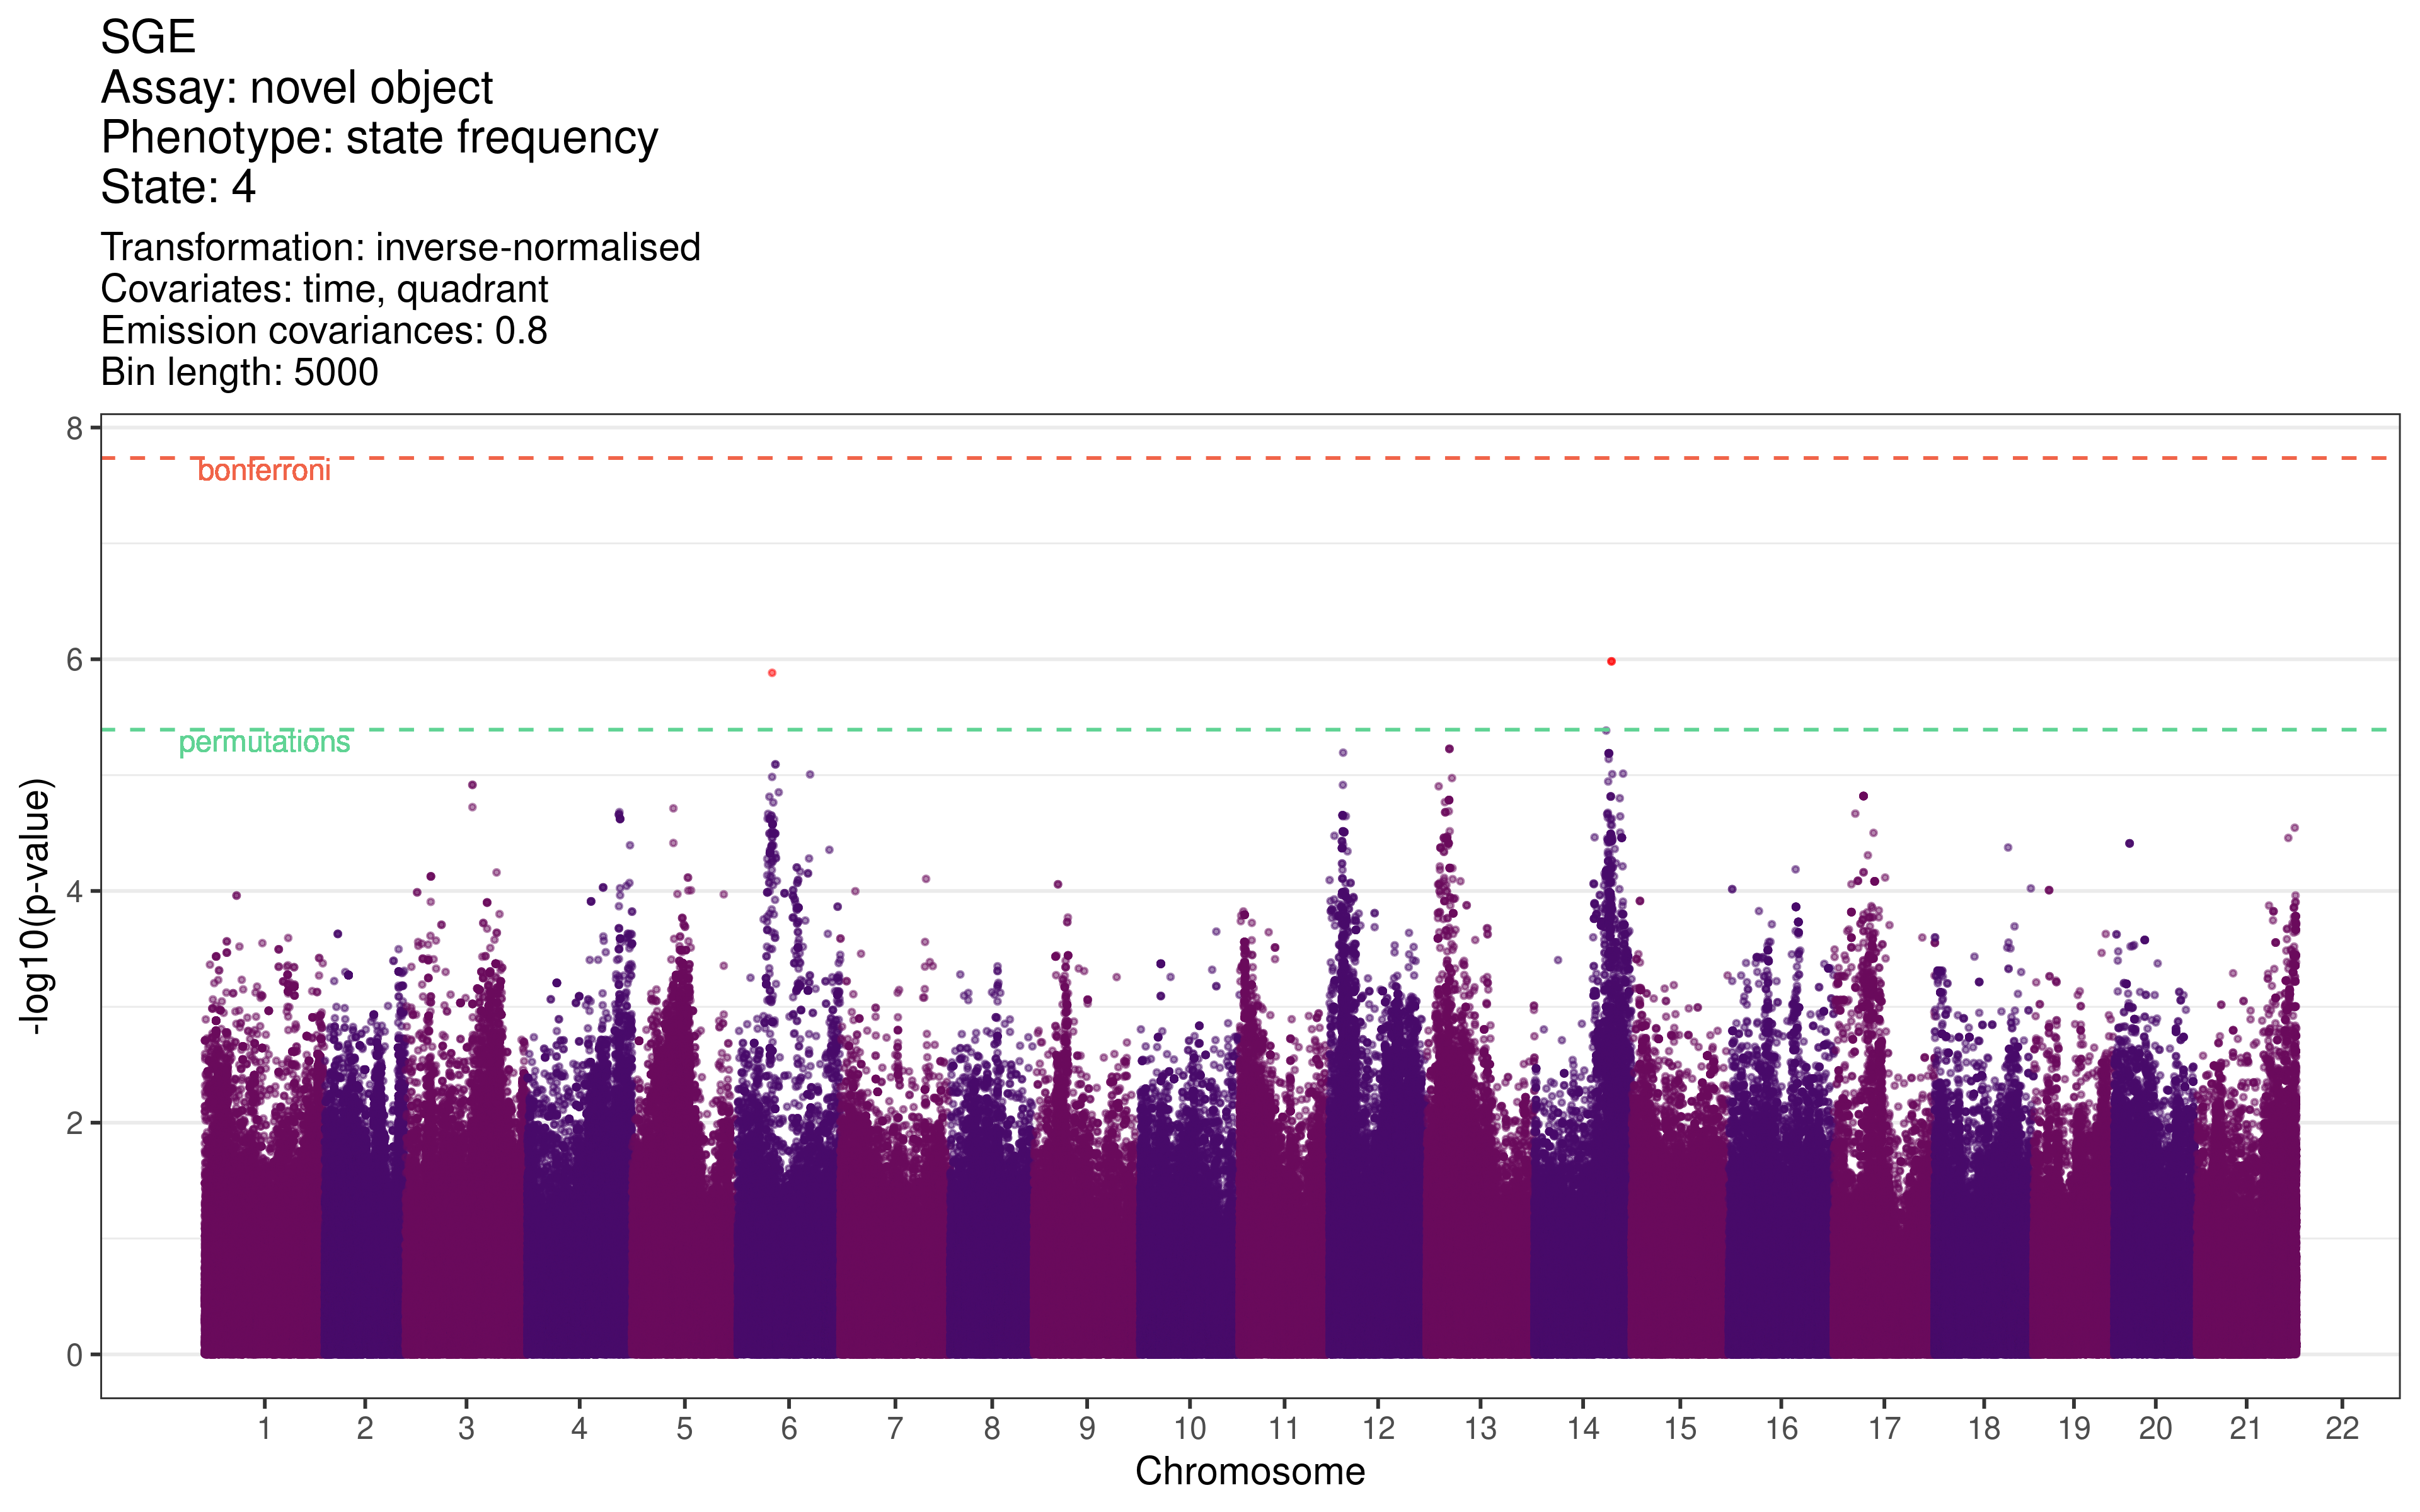 SGE
Assay: novel object
Phenotype: state frequency
State: 4
Transformation: inverse-normalised
Covariates: time, quadrant
Emission covariances: 0.8
Bin length: 5000
8
bonferroni
6
permutations
4
2
0
-log10(p-value)
1 2 3 4 5 6 7 8 9 10 11 12 13 14 15 16 17 18 19 20 21 22
Chromosome